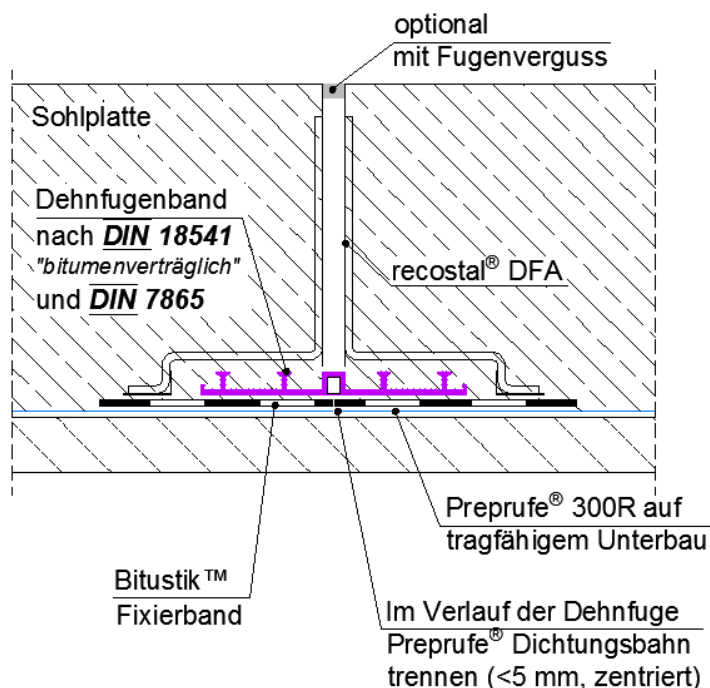 optional
mit Fugenverguss
Sohlplatte
Dehnfugenband
nach DIN 18541
"bitumenverträglich"
und DIN 7865
recostal® DFA
Preprufe® 300R auf
tragfähigem Unterbau
Bitustik™
Fixierband
Im Verlauf der Dehnfuge
Preprufe® Dichtungsbahn
trennen (<5 mm, zentriert)